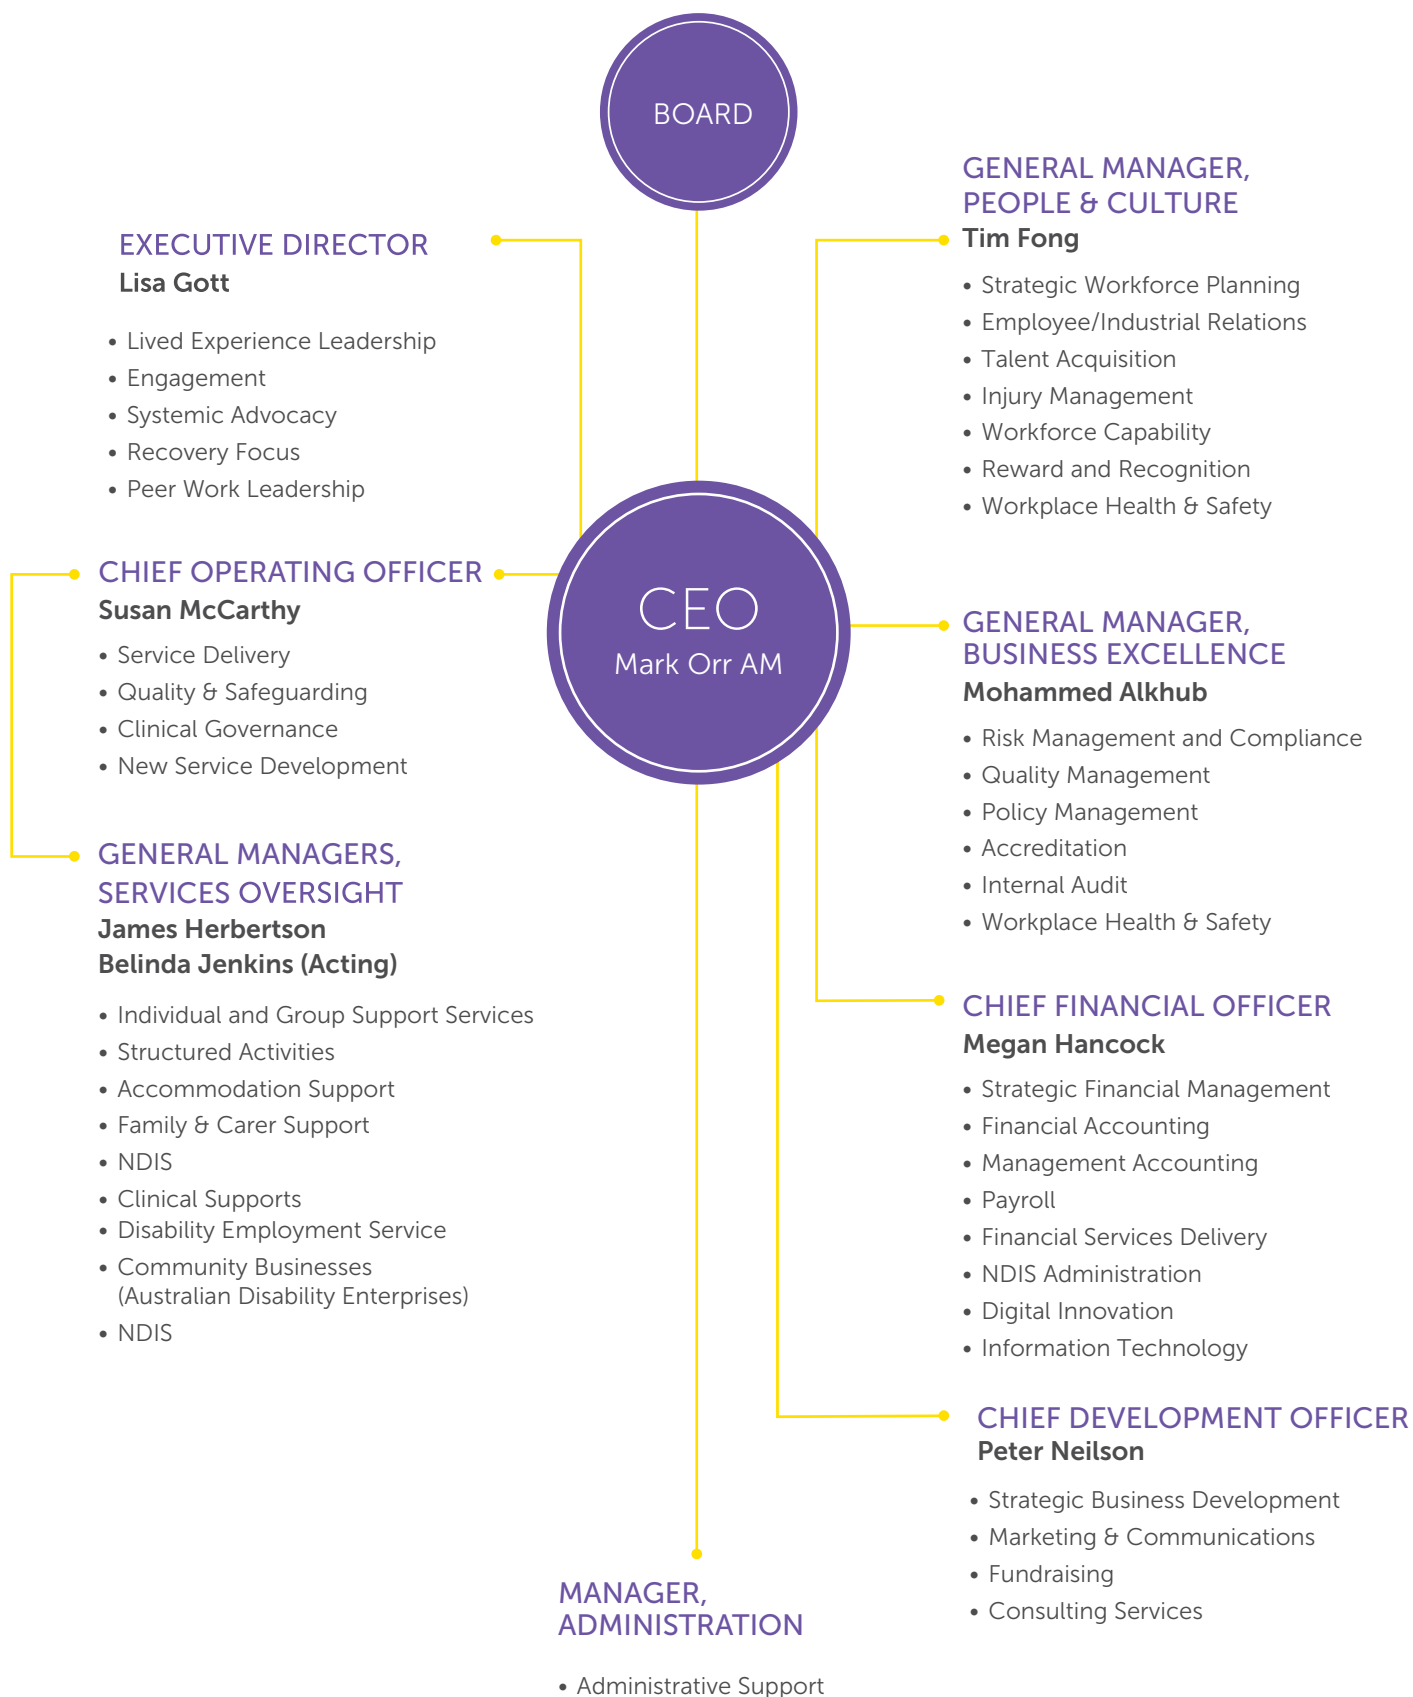 BOARD
EXECUTIVE DIRECTOR
Lisa Gott
• Lived Experience Leadership
• Engagement
• Systemic Advocacy
• Recovery Focus
• Peer Work Leadership
CHIEF OPERATING OFFICER
Susan McCarthy
• Service Delivery
• Quality & Safeguarding
• Clinical Governance
• New Service Development
GENERAL MANAGERS,
SERVICES OVERSIGHT
James Herbertson
Belinda Jenkins (Acting)
• Individual and Group Support Services
• Structured Activities
• Accommodation Support
• Family & Carer Support
• NDIS
• Clinical Supports
• Disability Employment Service
• Community Businesses
(Australian Disability Enterprises)
• NDIS
CEO
Mark Orr AM
MANAGER,
ADMINISTRATION
• Administrative Support
GENERAL MANAGER,
PEOPLE & CULTURE
Tim Fong
• Strategic Workforce Planning
• Employee/Industrial Relations
• Talent Acquisition
• Injury Management
• Workforce Capability
• Reward and Recognition
• Workplace Health & Safety
GENERAL MANAGER,
BUSINESS EXCELLENCE
Mohammed Alkhub
• Risk Management and Compliance
• Quality Management
• Policy Management
• Accreditation
• Internal Audit
• Workplace Health & Safety
CHIEF FINANCIAL OFFICER
Megan Hancock
• Strategic Financial Management
• Financial Accounting
• Management Accounting
• Payroll
• Financial Services Delivery
• NDIS Administration
• Digital Innovation
• Information Technology
CHIEF DEVELOPMENT OFFICER
Peter Neilson
• Strategic Business Development
• Marketing & Communications
• Fundraising
• Consulting Services